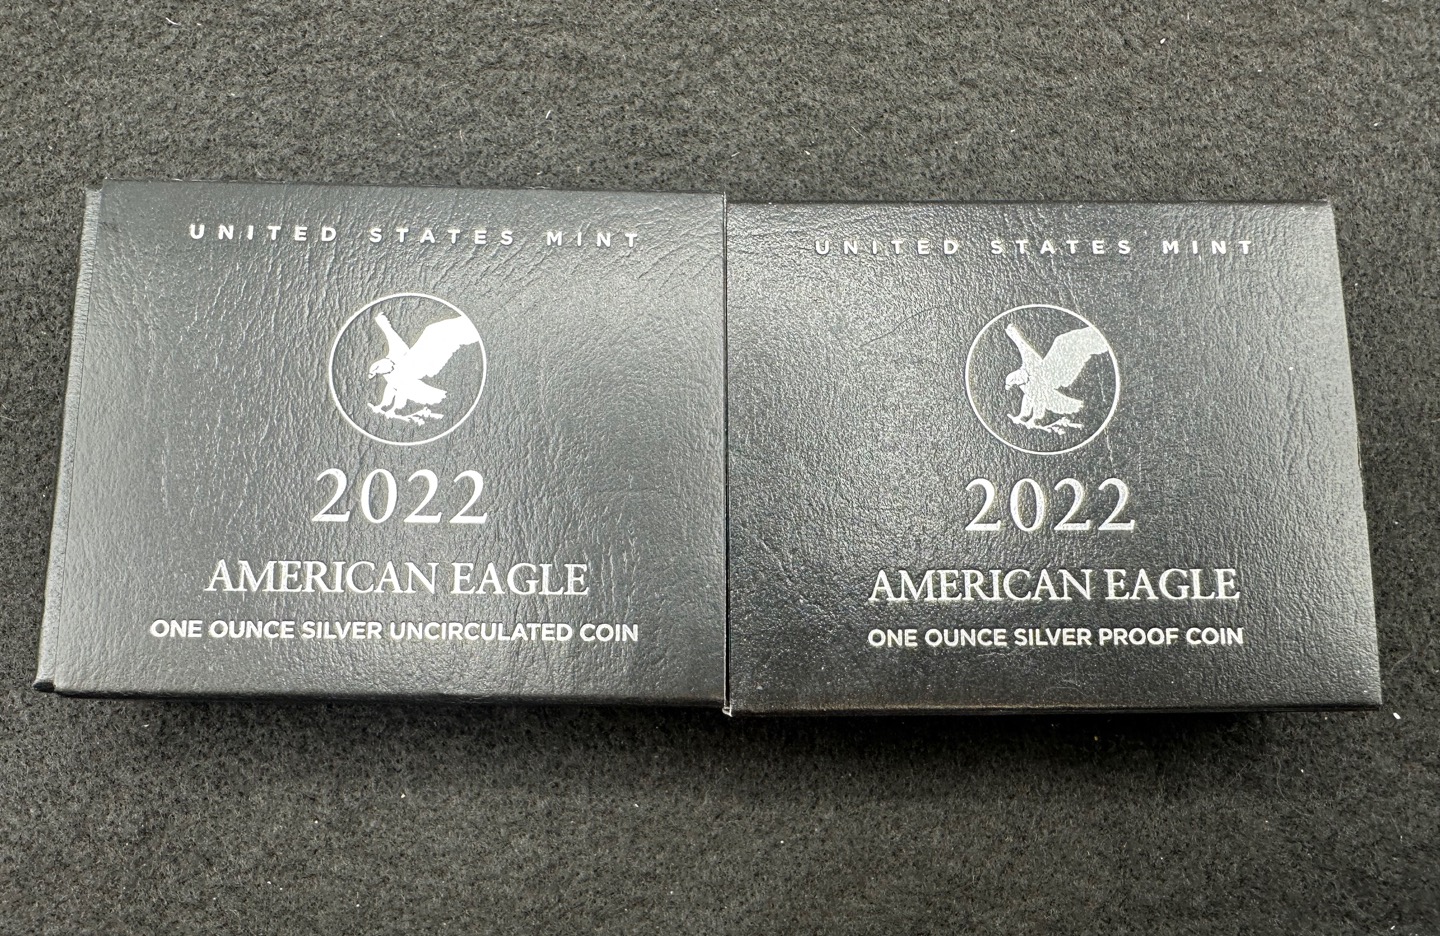 UNITED STATES MINT
2022
AMERICAN EAGLE
ONE OUNCE SILVER UNCIRCULATED COIN
UNITED STATES MINT
2022
AMERICAN EAGLE
ONE OUNCE SILVER PROOF COIN